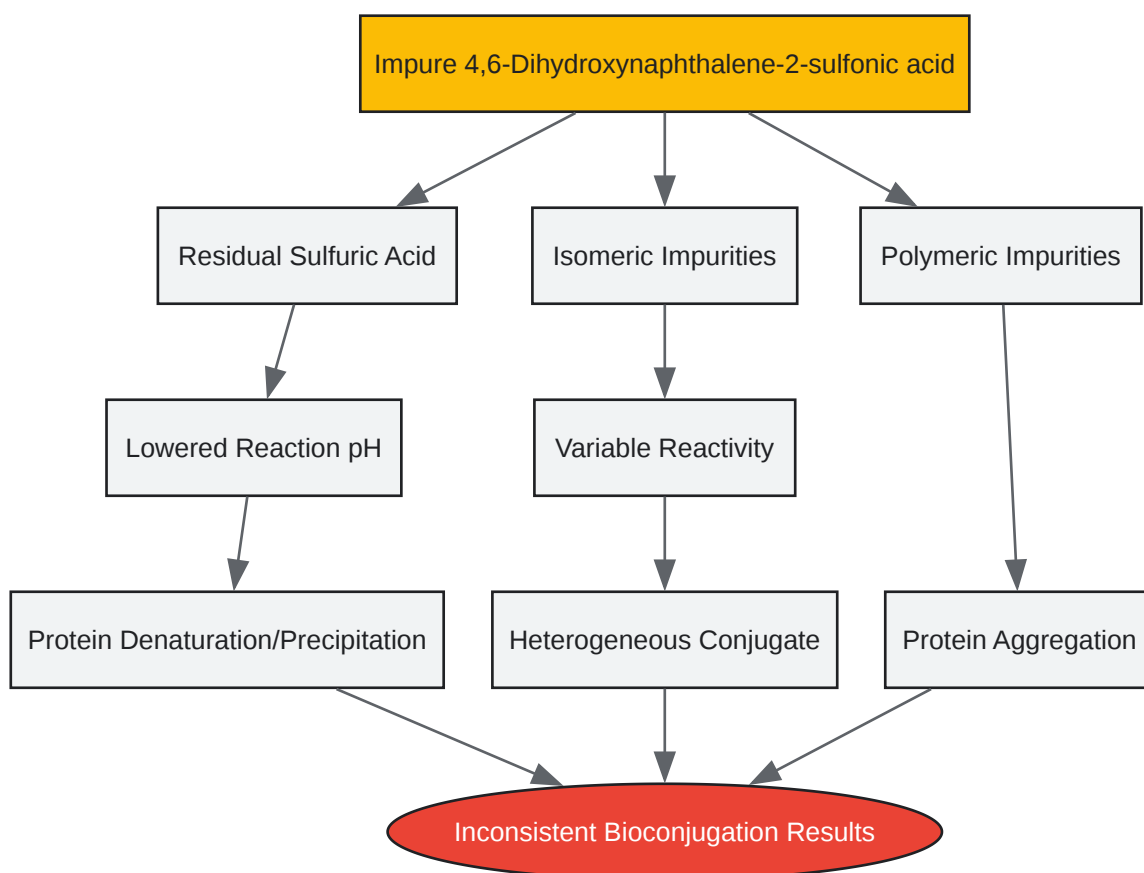 Impure 4,6-Dihydroxynaphthalene-2-sulfonic acid
Residual Sulfuric Acid
Isomeric Impurities
Polymeric Impurities
Lowered Reaction pH
Variable Reactivity
Protein Denaturation/Precipitation
Heterogeneous Conjugate
Protein Aggregation
Inconsistent Bioconjugation Results